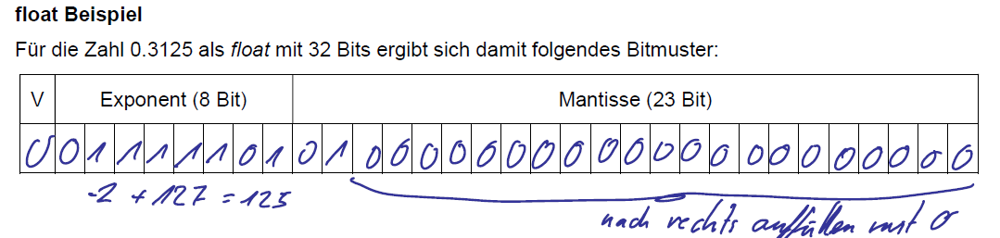 float Beispiel
Für die Zahl 0.3125 als float mit 32 Bits ergibt sich damit folgendes Bitmuster:
V Exponent (8 Bit) Mantisse (23 Bit)
0 0 1 1 1 1 1 0 1 0 1 0 0 0 0 0 0 0 0 0 0 0 0 0 0 0 0 0 0 0 0 0
-2 + 127 = 125
nach rechts auffüllen mit 0